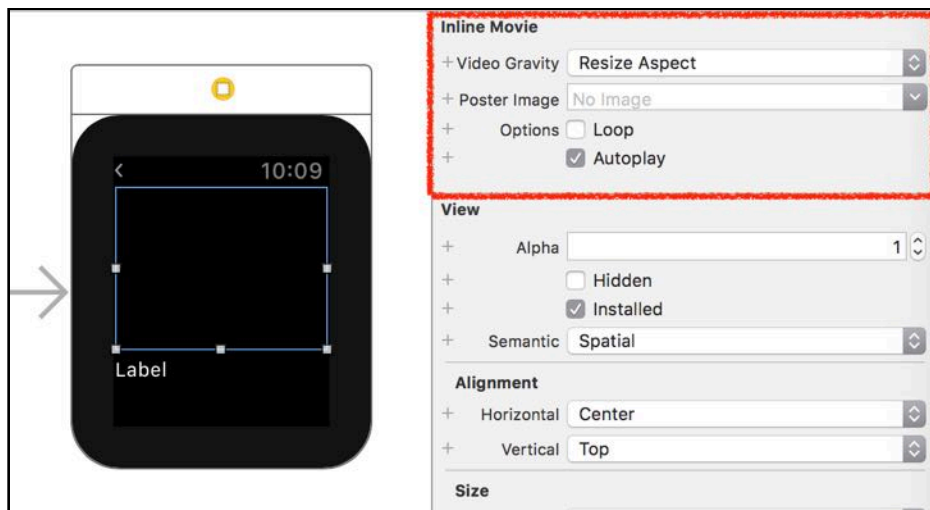 10:09
Label
Inline Movie
Video Gravity Resize Aspect
Poster Image No Image
Options Loop
Autoplay
View
Alpha 1
Hidden
Installed
Semantic Spatial
Alignment
Horizontal Center
Vertical Top
Size